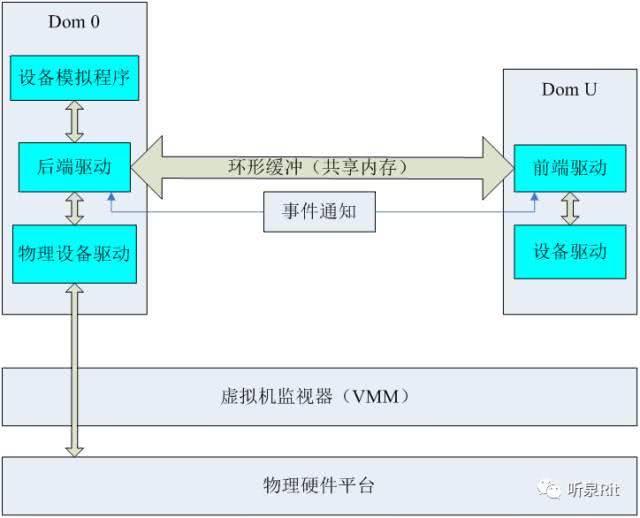 Dom 0
设备模拟程序
Dom U
后端驱动
环形缓冲（共享内存）
前端驱动
事件通知
物理设备驱动
设备驱动
虚拟机监视器（VMM）
物理硬件平台
听泉Rit